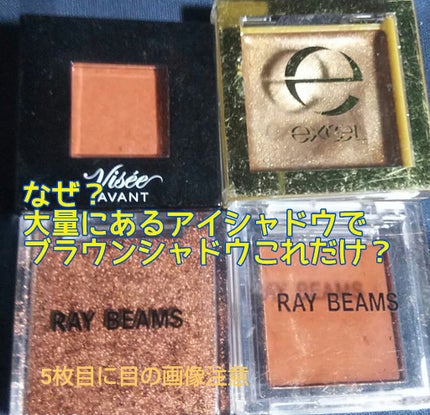 e
excel
Visée
AVANT
なぜ？
大量にあるアイシャドウで
ブラウンシャドウこれだけ？
RAY BEAMS
RAY BEAMS
5枚目に目の画像注意